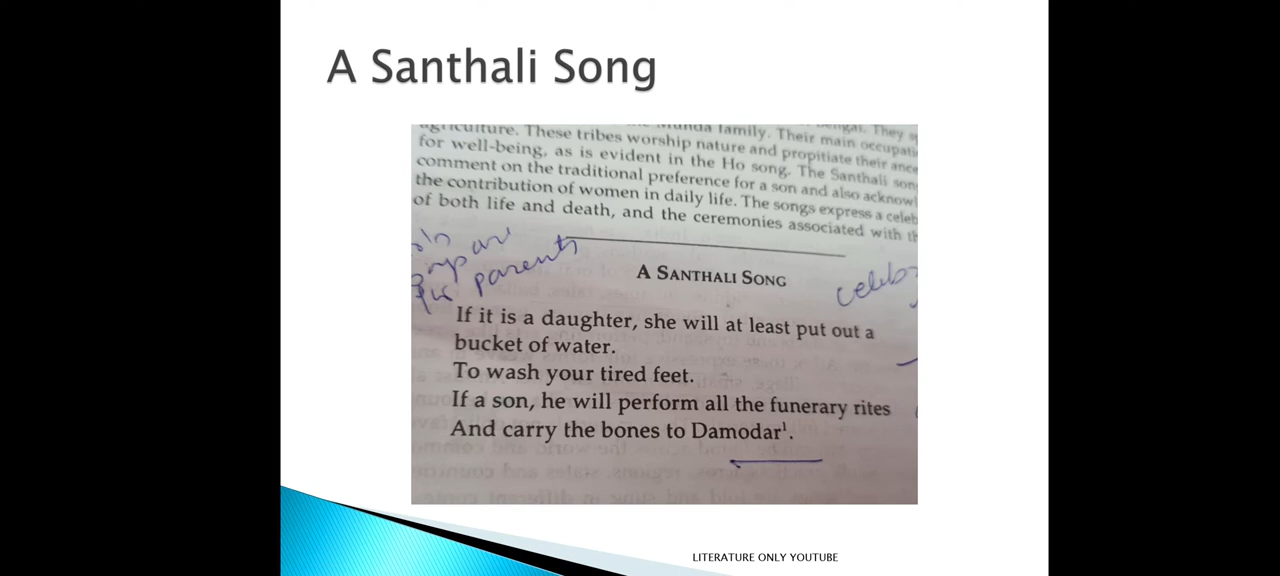 A Santhali Song
Munda family. Their main
agriculture. These tribes worship nature and propitiate their
for well-being, as is evident in the Ho song. The Santhali
comment on the traditional preference for a son and also
the contribution of women in daily life. The songs express a
of both life and death, and the ceremonies associated with
parents
A SANTHALI SONG
If it is a daughter, she will at least put out a
bucket of water.
To wash your tired feet.
If a son, he will perform all the funerary rites
And carry the bones to Damodar¹.
LITERATURE ONLY YOUTUBE